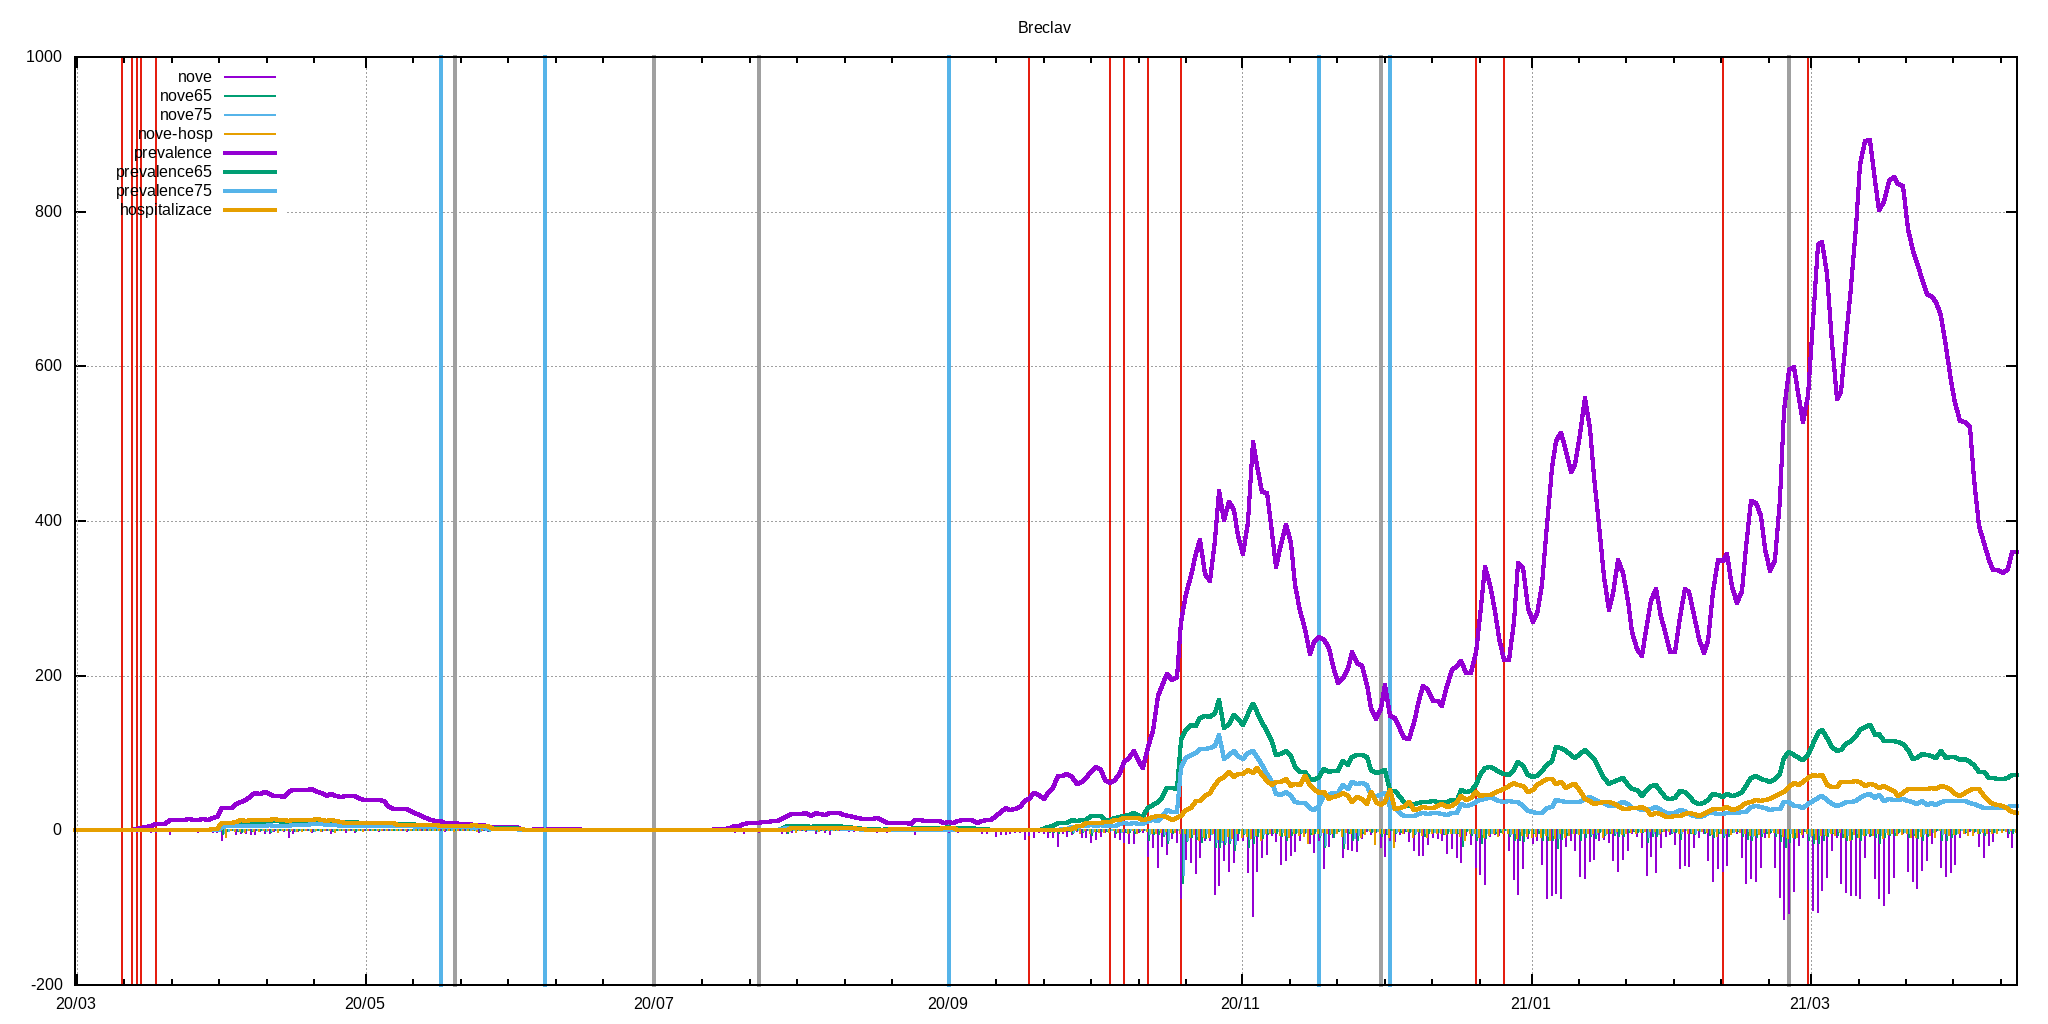 Breclav
1000
nove
nove65
nove75
nove-hosp
prevalence
prevalence65
prevalence75
hospitalizace
800
600
400
200
0
-200
20/03 20/05 20/07 20/09 20/11 21/01 21/03